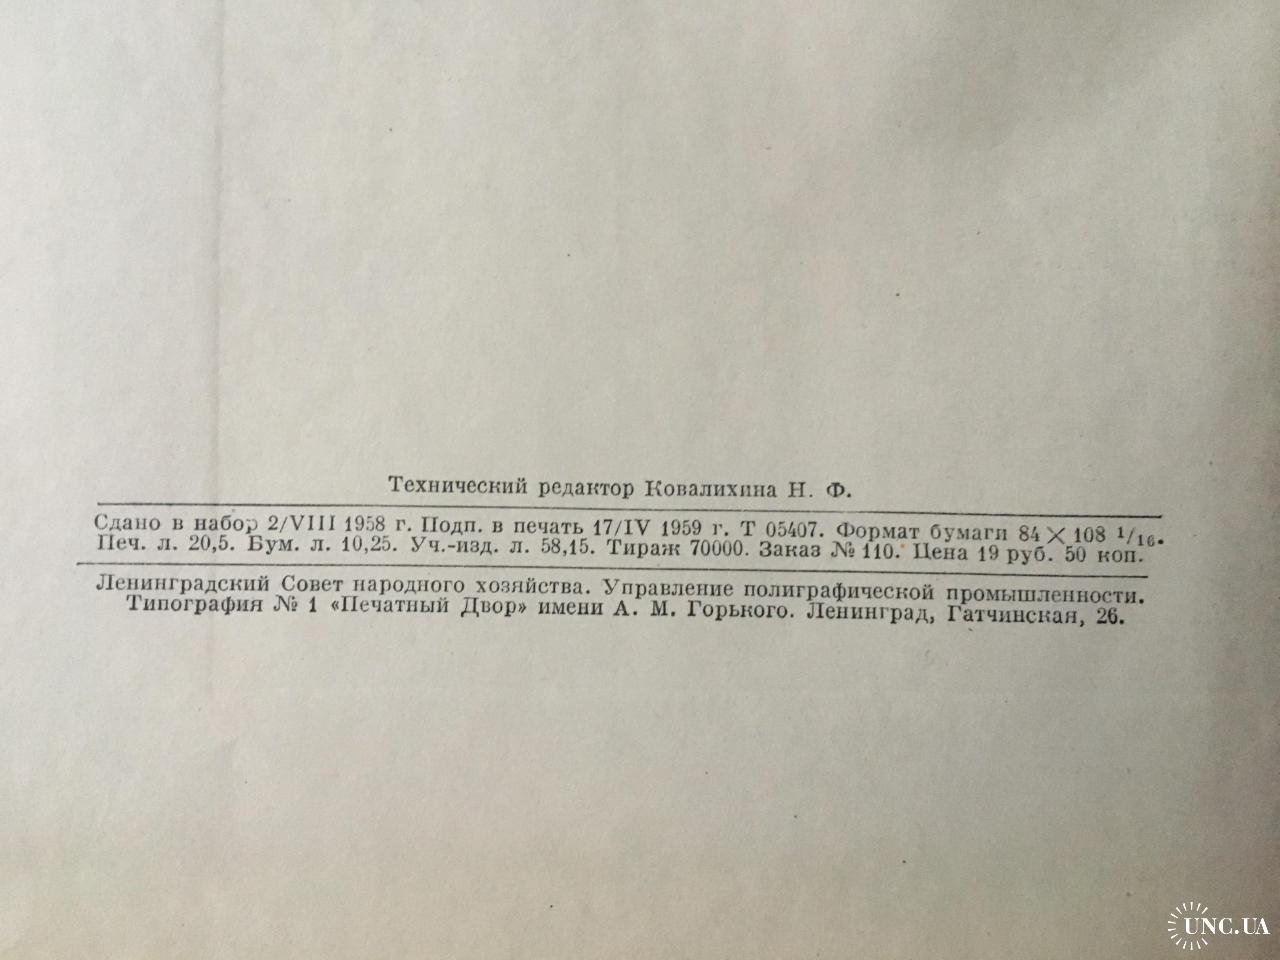 Технический редактор Ковалихина Н. Ф.
Сдано в набор 2/VIII 1958 г. Подп. в печать 17/IV 1959 г. Т 05407. Формат бумаги 84 × 108 1/16.
Печ. л. 20,5. Бум. л. 10,25. Уч.-изд. л. 58,15. Тираж 70000. Заказ № 110. Цена 19 руб. 50 коп.
Ленинградский Совет народного хозяйства. Управление полиграфической промышленности.
Типография № 1 «Печатный Двор» имени А. М. Горького. Ленинград, Гатчинская, 26.
UNC.UA